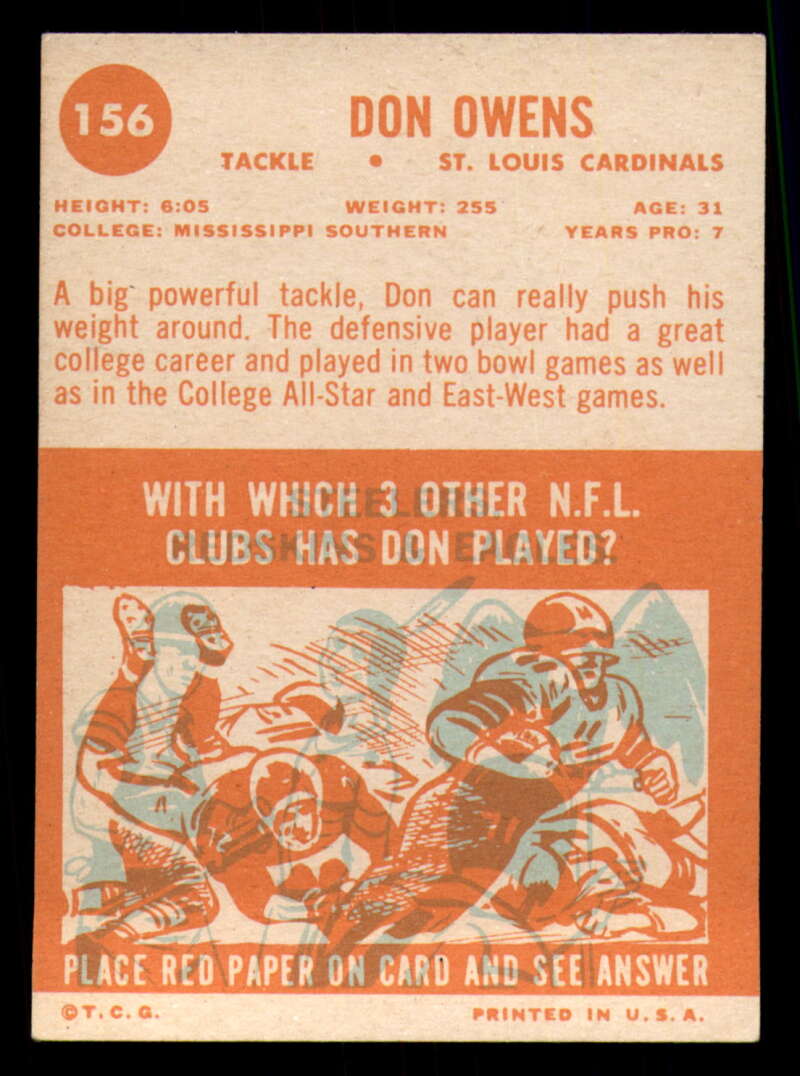 156
DON OWENS
TACKLE • ST. LOUIS CARDINALS
HEIGHT: 6:05 WEIGHT: 255 AGE: 31
COLLEGE: MISSISSIPPI SOUTHERN YEARS PRO: 7
A big powerful tackle, Don can really push his
weight around. The defensive player had a great
college career and played in two bowl games as well
as in the College All-Star and East-West games.
WITH WHICH 3 OTHER N.F.L.
CLUBS HAS DON PLAYED?
STEELERS,
REDSKINS & EAGLES.
PLACE RED PAPER ON CARD AND SEE ANSWER
©T.C.G. PRINTED IN U.S.A.